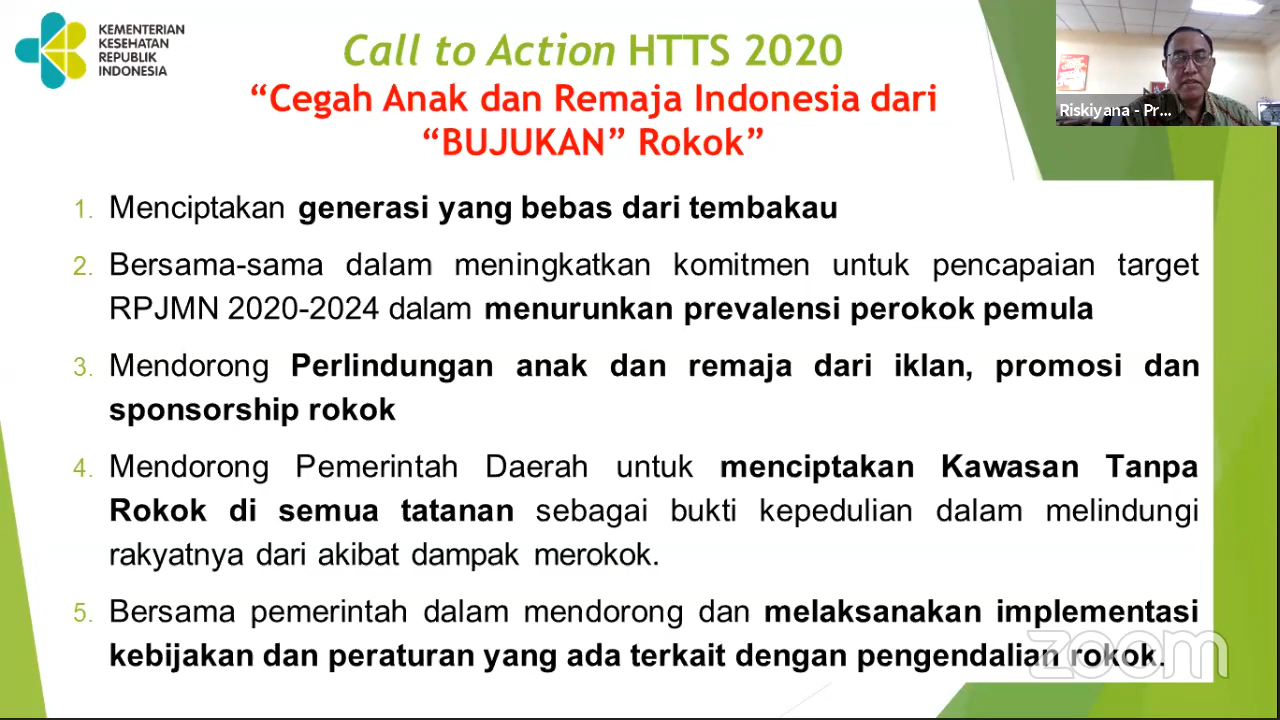 KEMENTERIAN
KESEHATAN
REPUBLIK
INDONESIA
Call to Action HTTS 2020
“Cegah Anak dan Remaja Indonesia dari
“BUJUKAN” Rokok”
Riskiyana - Pr...
1. Menciptakan generasi yang bebas dari tembakau
2. Bersama-sama dalam meningkatkan komitmen untuk pencapaian target
RPJMN 2020-2024 dalam menurunkan prevalensi perokok pemula
3. Mendorong Perlindungan anak dan remaja dari iklan, promosi dan
sponsorship rokok
4. Mendorong Pemerintah Daerah untuk menciptakan Kawasan Tanpa
Rokok di semua tatanan sebagai bukti kepedulian dalam melindungi
rakyatnya dari akibat dampak merokok.
5. Bersama pemerintah dalam mendorong dan melaksanakan implementasi
kebijakan dan peraturan yang ada terkait dengan pengendalian rokok.
zoom